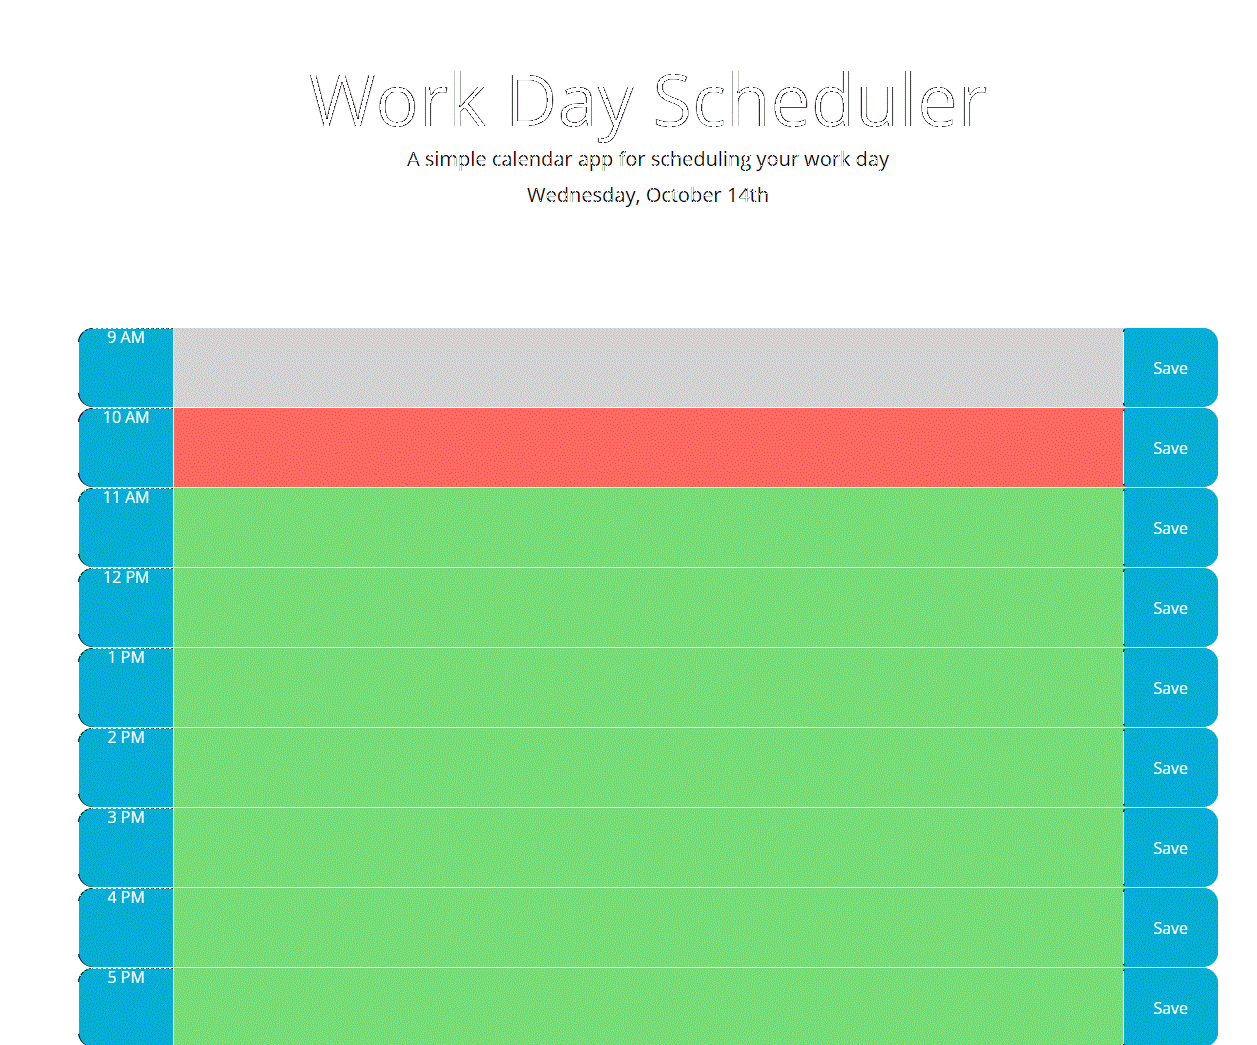 Work Day Scheduler
A simple calendar app for scheduling your work day
Wednesday, October 14th
9 AM
Save
10 AM
Save
11 AM
Save
12 PM
Save
1 PM
Save
2 PM
Save
3 PM
Save
4 PM
Save
5 PM
Save